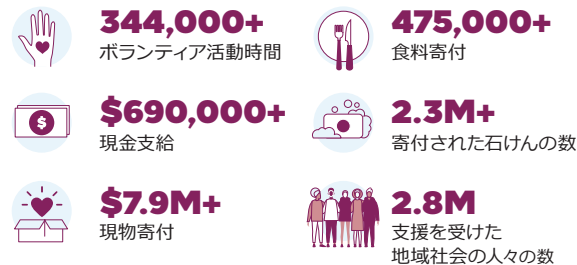 344,000+
ボランティア活動時間
475,000+
食料寄付
$690,000+
現金支給
2.3M+
寄付された石けんの数
$7.9M+
現物寄付
2.8M
支援を受けた
地域社会の人々の数